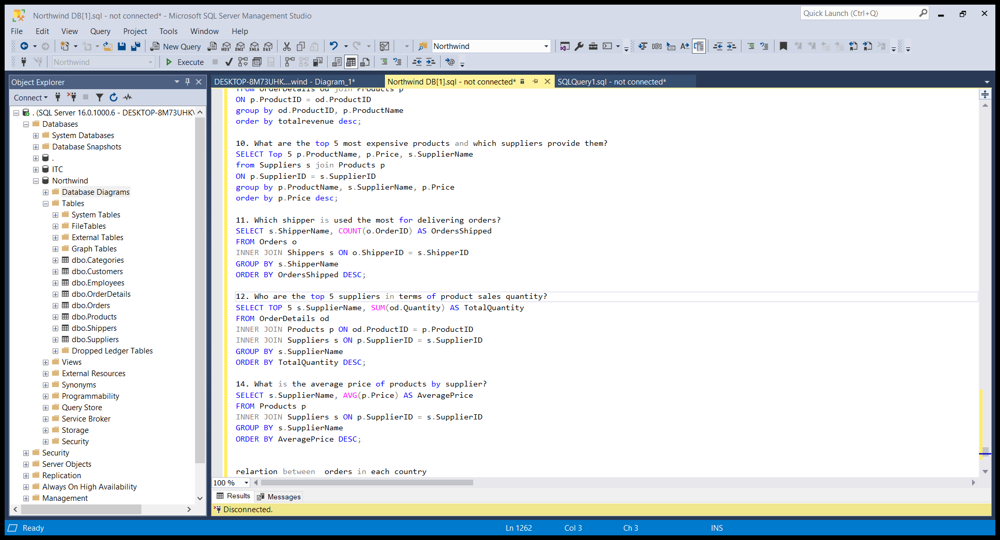 Northwind DB[1].sql - not connected* - Microsoft SQL Server Management Studio
Quick Launch (Ctrl+Q)
File Edit View Query Project Tools Window Help
New Query
MDX DMX XMLA DAX
Northwind
Northwind
Execute
Object Explorer
Connect
. (SQL Server 16.0.1000.6 - DESKTOP-8M73UHK\
Databases
System Databases
Database Snapshots
.
ITC
Northwind
Database Diagrams
Tables
System Tables
FileTables
External Tables
Graph Tables
dbo.Categories
dbo.Customers
dbo.Employees
dbo.OrderDetails
dbo.Orders
dbo.Products
dbo.Shippers
dbo.Suppliers
Dropped Ledger Tables
Views
External Resources
Synonyms
Programmability
Query Store
Service Broker
Storage
Security
Security
Server Objects
Replication
Always On High Availability
Management
DESKTOP-8M73UHK....wind - Diagram_1*
Northwind DB[1].sql - not connected*
SQLQuery1.sql - not connected*
from OrderDetails od join Products p
ON p.ProductID = od.ProductID
group by od.ProductID, p.ProductName
order by totalrevenue desc;
10. What are the top 5 most expensive products and which suppliers provide them?
SELECT Top 5 p.ProductName, p.Price, s.SupplierName
from Suppliers s join Products p
ON p.SupplierID = s.SupplierID
group by p.ProductName, s.SupplierName, p.Price
order by p.Price desc;
11. Which shipper is used the most for delivering orders?
SELECT s.ShipperName, COUNT(o.OrderID) AS OrdersShipped
FROM Orders o
INNER JOIN Shippers s ON o.ShipperID = s.ShipperID
GROUP BY s.ShipperName
ORDER BY OrdersShipped DESC;
12. Who are the top 5 suppliers in terms of product sales quantity?
SELECT TOP 5 s.SupplierName, SUM(od.Quantity) AS TotalQuantity
FROM OrderDetails od
INNER JOIN Products p ON od.ProductID = p.ProductID
INNER JOIN Suppliers s ON p.SupplierID = s.SupplierID
GROUP BY s.SupplierName
ORDER BY TotalQuantity DESC;
14. What is the average price of products by supplier?
SELECT s.SupplierName, AVG(p.Price) AS AveragePrice
FROM Products p
INNER JOIN Suppliers s ON p.SupplierID = s.SupplierID
GROUP BY s.SupplierName
ORDER BY AveragePrice DESC;
relartion between  orders in each country
100 %
Results
Messages
Disconnected.
Ready
Ln 1262
Col 3
Ch 3
INS